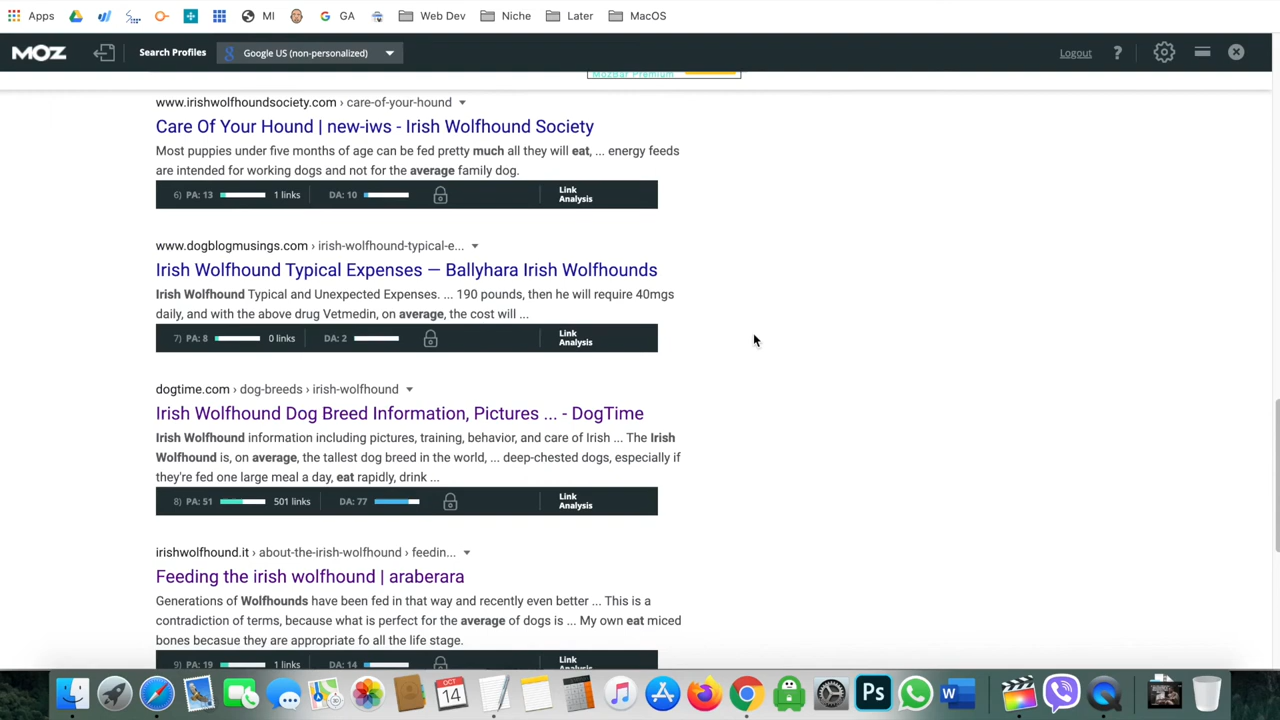 Apps MI GA Web Dev Niche Later MacOS
MOZ Search Profiles Google US (non-personalized) Logout ?
MozBar Premium
www.irishwolfhoundsociety.com › care-of-your-hound
Care Of Your Hound | new-iws - Irish Wolfhound Society
Most puppies under five months of age can be fed pretty much all they will eat, ... energy feeds
are intended for working dogs and not for the average family dog.
6) PA: 13 1 links DA: 10 Link Analysis
www.dogblogmusings.com › irish-wolfhound-typical-e...
Irish Wolfhound Typical Expenses — Ballyhara Irish Wolfhounds
Irish Wolfhound Typical and Unexpected Expenses. ... 190 pounds, then he will require 40mgs
daily, and with the above drug Vetmedin, on average, the cost will ...
7) PA: 8 0 links DA: 2 Link Analysis
dogtime.com › dog-breeds › irish-wolfhound
Irish Wolfhound Dog Breed Information, Pictures ... - DogTime
Irish Wolfhound information including pictures, training, behavior, and care of Irish ... The Irish
Wolfhound is, on average, the tallest dog breed in the world, ... deep-chested dogs, especially if
they're fed one large meal a day, eat rapidly, drink ...
8) PA: 51 501 links DA: 77 Link Analysis
irishwolfhound.it › about-the-irish-wolfhound › feedin...
Feeding the irish wolfhound | araberara
Generations of Wolfhounds have been fed in that way and recently even better ... This is a
contradiction of terms, because what is perfect for the average of dogs is ... My own eat miced
bones becasue they are appropriate fo all the life stage.
9) PA: 19 1 links DA: 14 Link Analysis
OCT
14
Ps
W